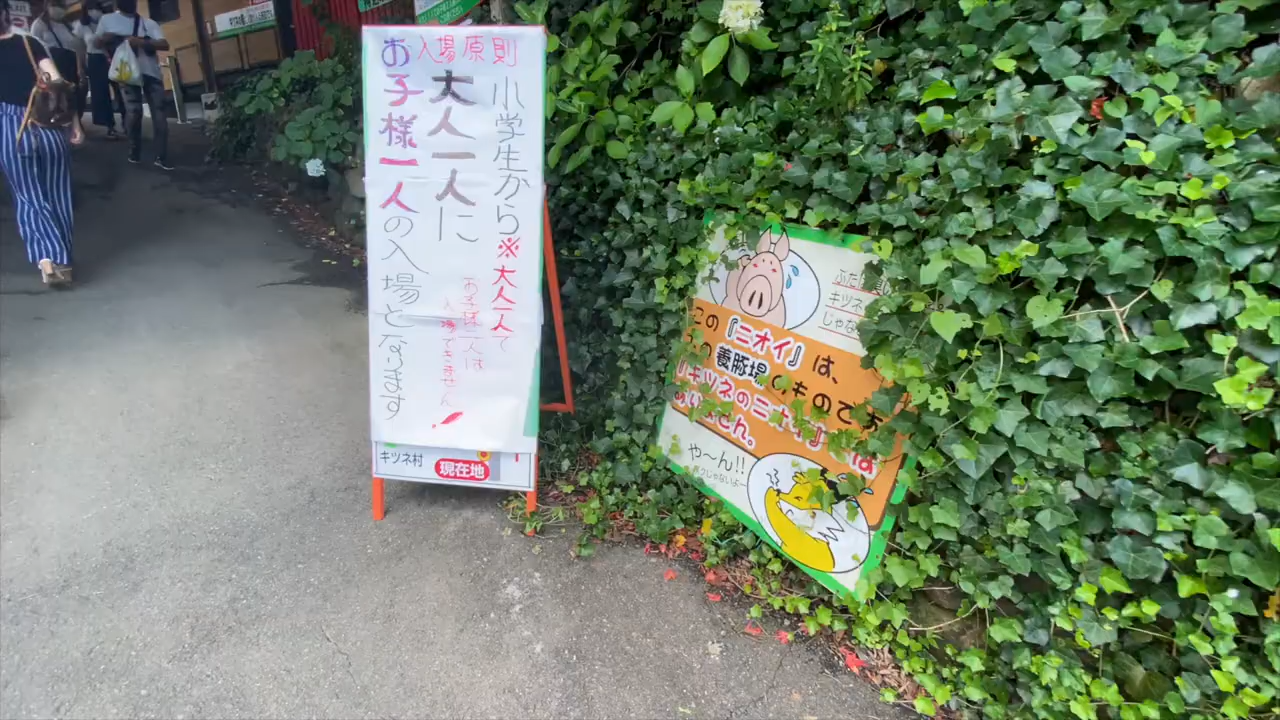 入場原則
小学生から
大人一人に
お子様一人の入場となります
※大人一人で
お子様二人は
入場できません
キツネ村
現在地
この『ニオイ』は、
養豚場のものです
『キツネのニオイ』では
ありません。
や〜ん!!
キツネ